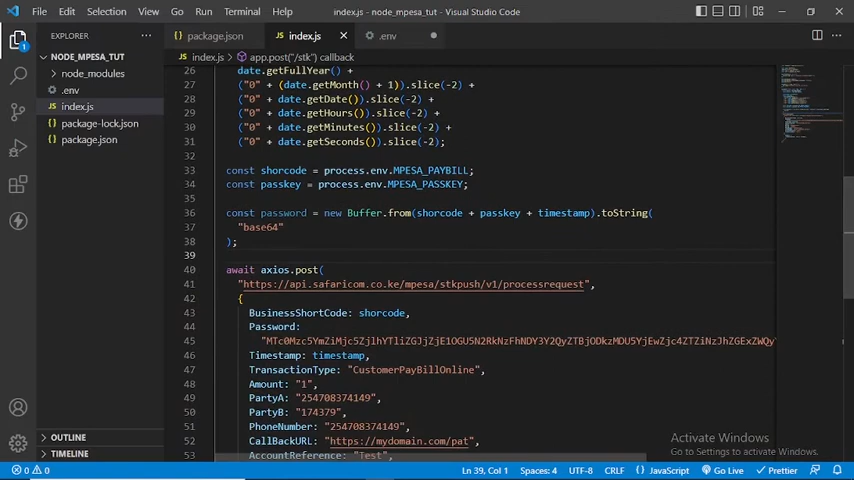 File Edit Selection View Go Run Terminal Help
index.js - node_mpesa_tut - Visual Studio Code
EXPLORER
package.json
index.js
.env
NODE_MPESA_TUT
index.js > app.post("/stk") callback
node_modules
.env
index.js
package-lock.json
package.json
26 date.getFullYear() +
27 ("0" + (date.getMonth() + 1)).slice(-2) +
28 ("0" + date.getDate()).slice(-2) +
29 ("0" + date.getHours()).slice(-2) +
30 ("0" + date.getMinutes()).slice(-2) +
31 ("0" + date.getSeconds()).slice(-2);
32
33 const shorcode = process.env.MPESA_PAYBILL;
34 const passkey = process.env.MPESA_PASSKEY;
35
36 const password = new Buffer.from(shorcode + passkey + timestamp).toString(
37 "base64"
38 );
39
40 await axios.post(
41 "https://api.safaricom.co.ke/mpesa/stkpush/v1/processrequest",
42 {
43 BusinessShortCode: shorcode,
44 Password:
45
46 Timestamp: timestamp,
47 TransactionType: "CustomerPayBillOnline",
48 Amount: "1",
49 PartyA: "254708374149",
50 PartyB: "174379",
51 PhoneNumber: "254708374149",
52 CallBackURL: "https://mydomain.com/pat",
53 AccountReference: "Test",
OUTLINE
TIMELINE
Activate Windows
Go to Settings to activate Windows.
0 0
Ln 39, Col 1 Spaces: 4 UTF-8 CRLF JavaScript Go Live Prettier